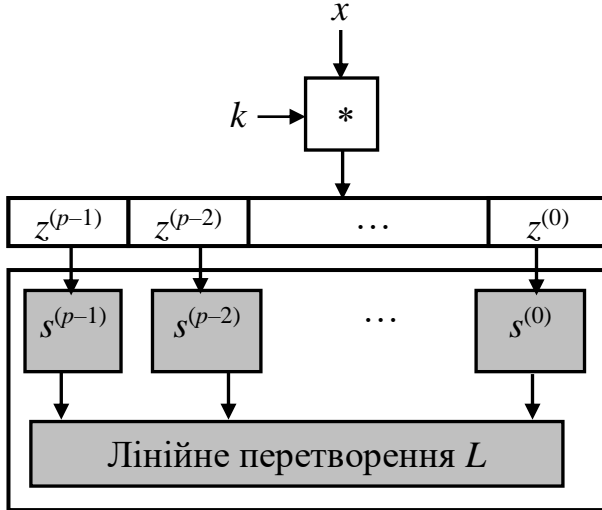 x
k *
z^(p–1) z^(p–2) … z^(0)
s^(p–1) s^(p–2) … s^(0)
Лінійне перетворення L